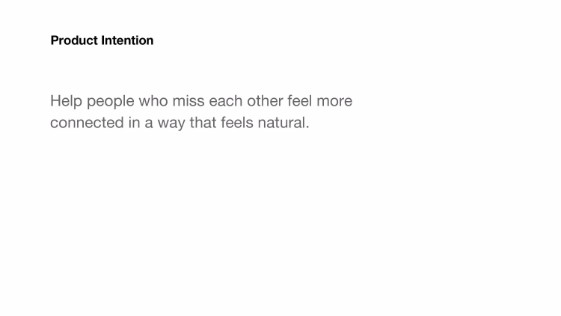 Product Intention
Help people who miss each other feel more
connected in a way that feels natural.